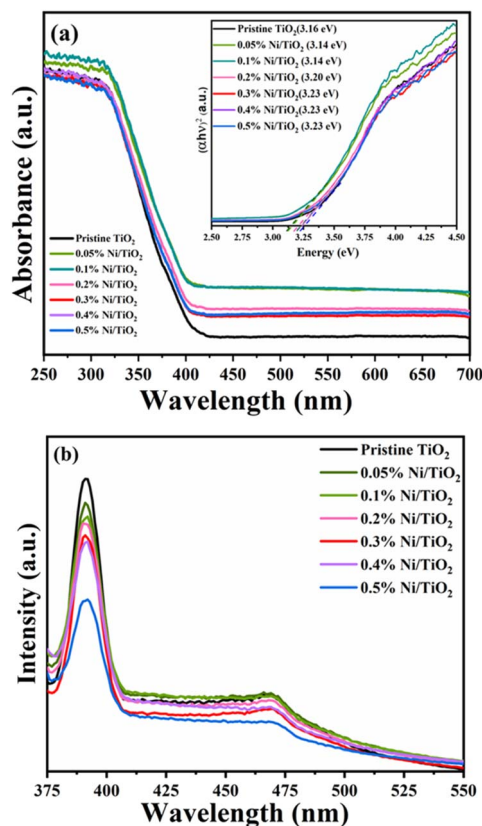 (a)
Pristine TiO₂(3.16 eV)
0.05% Ni/TiO₂ (3.14 eV)
0.1% Ni/TiO₂ (3.14 eV)
0.2% Ni/TiO₂ (3.20 eV)
0.3% Ni/TiO₂ (3.23 eV)
0.4% Ni/TiO₂(3.23 eV)
0.5% Ni/TiO₂ (3.23 eV)
(αhν)² (a.u.)
2.50 2.75 3.00 3.25 3.50 3.75 4.00 4.25 4.50
Energy (eV)
Absorbance (a.u.)
Pristine TiO₂
0.05% Ni/TiO₂
0.1% Ni/TiO₂
0.2% Ni/TiO₂
0.3% Ni/TiO₂
0.4% Ni/TiO₂
0.5% Ni/TiO₂
250 300 350 400 450 500 550 600 650 700
Wavelength (nm)
(b)
Pristine TiO₂
0.05% Ni/TiO₂
0.1% Ni/TiO₂
0.2% Ni/TiO₂
0.3% Ni/TiO₂
0.4% Ni/TiO₂
0.5% Ni/TiO₂
Intensity (a.u.)
375 400 425 450 475 500 525 550
Wavelength (nm)